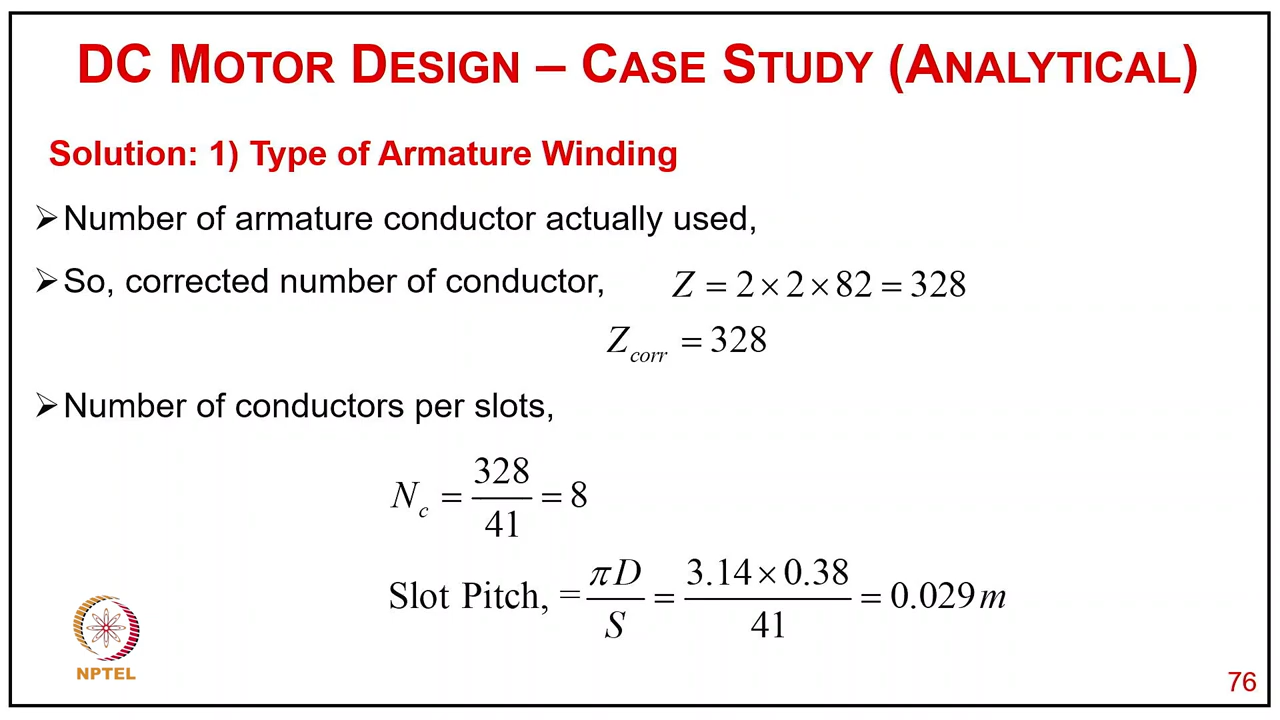 DC MOTOR DESIGN – CASE STUDY (ANALYTICAL)
Solution: 1) Type of Armature Winding
➢Number of armature conductor actually used,
➢So, corrected number of conductor, Z = 2 × 2 × 82 = 328
Z_corr = 328
➢Number of conductors per slots,
N_c = 328/41 = 8
Slot Pitch, = πD/S = 3.14 × 0.38/41 = 0.029 m
NPTEL
76